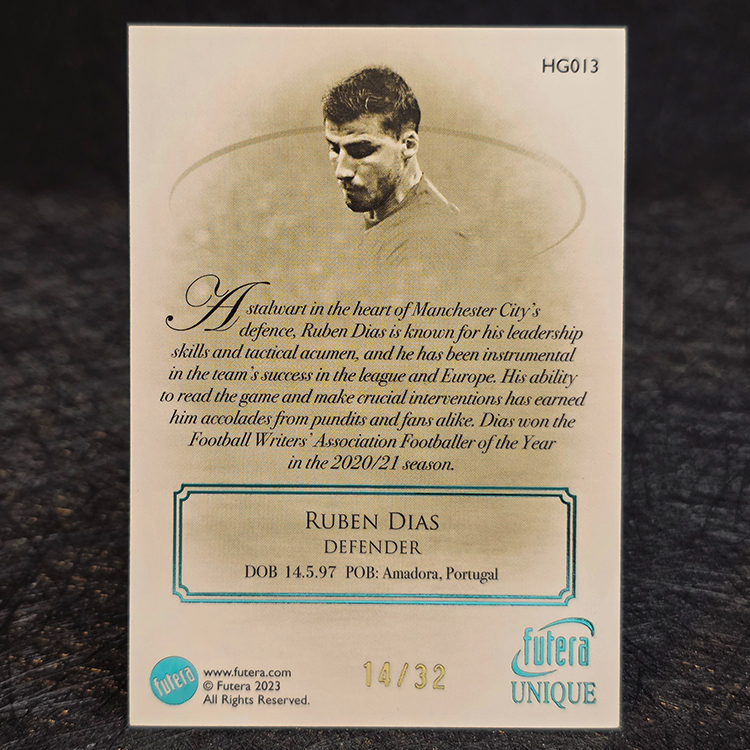 HG013
A stalwart in the heart of Manchester City's
defence, Ruben Dias is known for his leadership
skills and tactical acumen, and he has been instrumental
in the team's success in the league and Europe. His ability
to read the game and make crucial interventions has earned
him accolades from pundits and fans alike. Dias won the
Football Writers' Association Footballer of the Year
in the 2020/21 season.
RUBEN DIAS
DEFENDER
DOB 14.5.97 POB: Amadora, Portugal
futera
www.futera.com
© Futera 2023
All Rights Reserved.
14/32
futera
UNIQUE